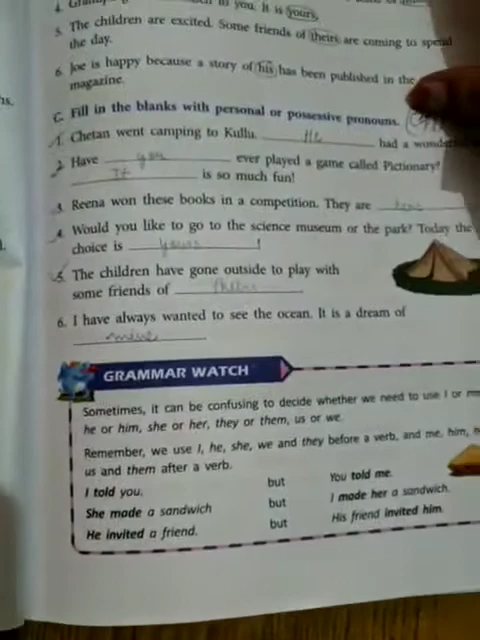 to you. It is yours.
5. The children are excited. Some friends of theirs are coming to spend
the day.
6. Joe is happy because a story of his has been published in the
magazine.
C. Fill in the blanks with personal or possessive pronouns.
1. Chetan went camping to Kullu. He had a
2. Have you ever played a game called Pictionary?
It is so much fun!
3. Reena won these books in a competition. They are
4. Would you like to go to the science museum or the park? Today the
choice is yours!
5. The children have gone outside to play with
some friends of theirs
6. I have always wanted to see the ocean. It is a dream of
mine
GRAMMAR WATCH
Sometimes, it can be confusing to decide whether we need to use I or
he or him, she or her, they or them, us or we.
Remember, we use I, he, she, we and they before a verb, and me, him,
us and them after a verb.
I told you. but You told me.
She made a sandwich but I made her a sandwich.
He invited a friend. but His friend invited him.